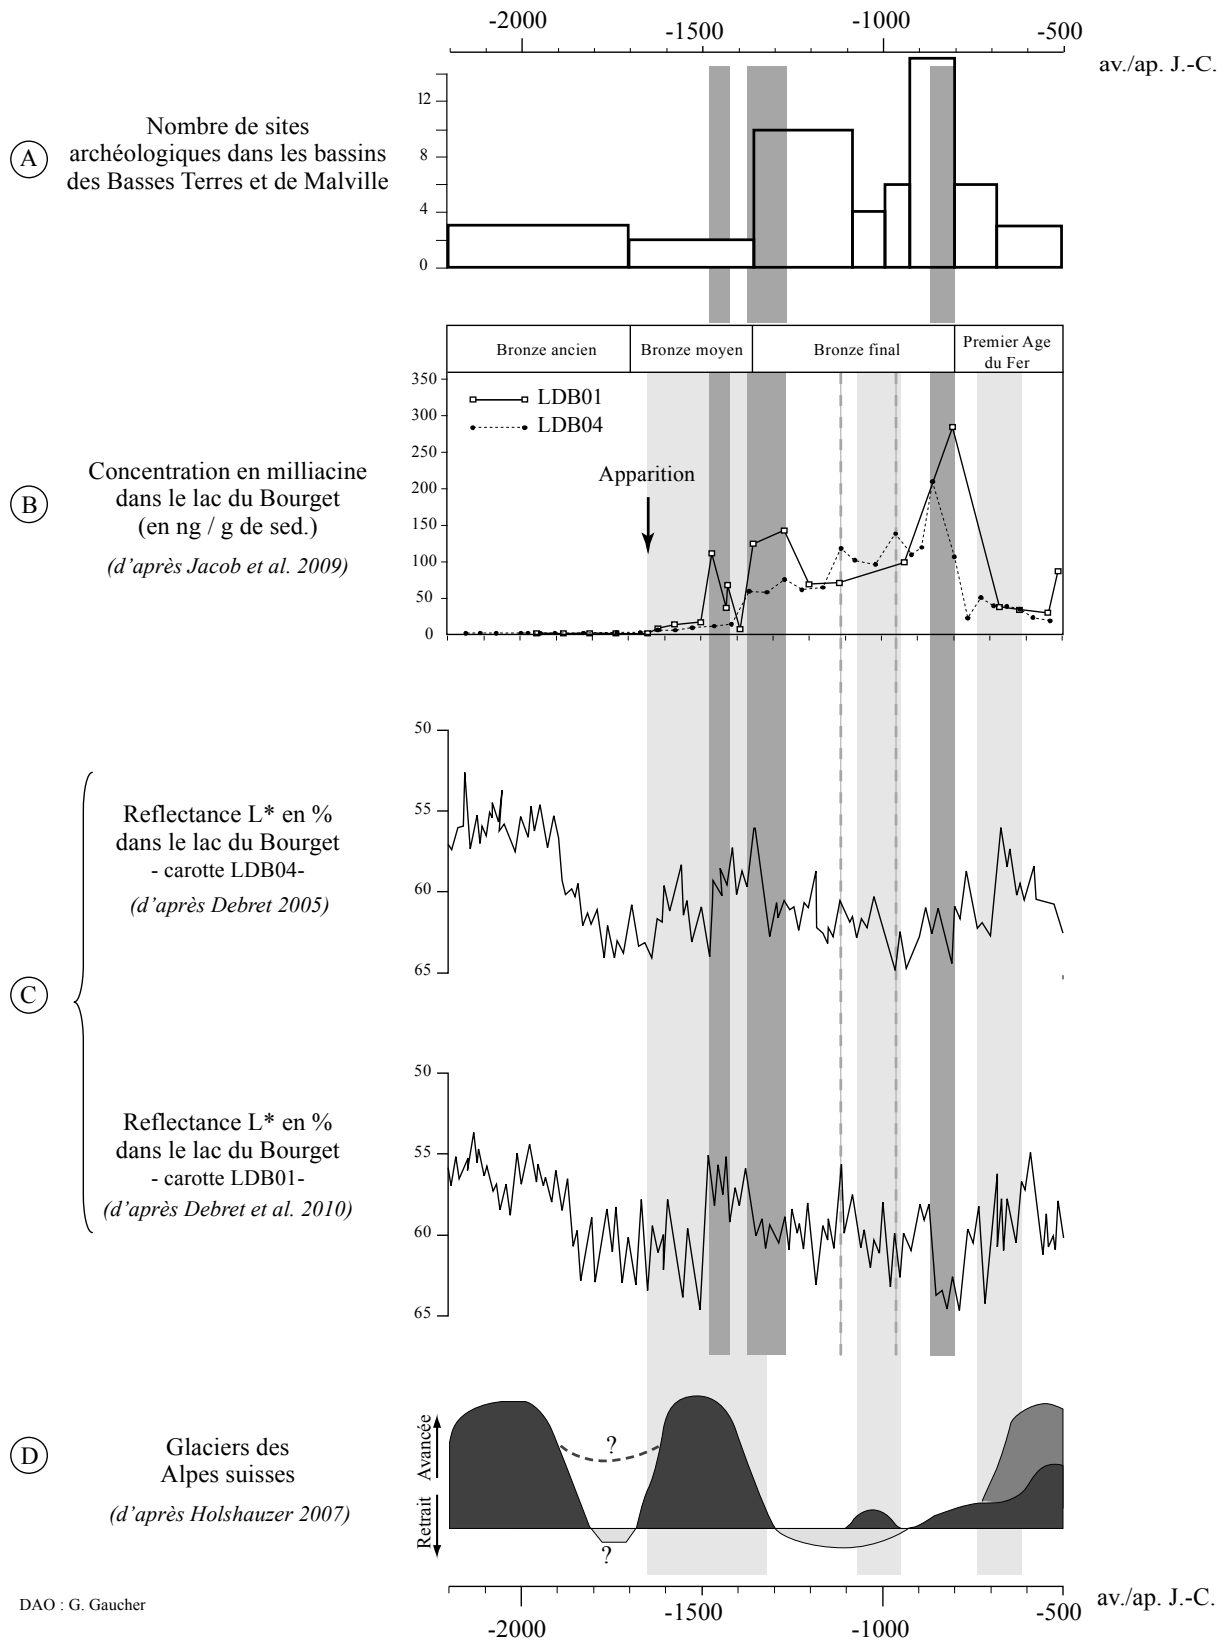 -2000
-1500
-1000
-500
av./ap. J.-C.
A
Nombre de sites
archéologiques dans les bassins
des Basses Terres et de Malville
12
8
4
0
Bronze ancien
Bronze moyen
Bronze final
Premier Age
du Fer
B
Concentration en milliacine
dans le lac du Bourget
(en ng / g de sed.)
(d'après Jacob et al. 2009)
350
300
250
200
150
100
50
0
LDB01
LDB04
Apparition
C
Reflectance L* en %
dans le lac du Bourget
- carotte LDB04-
(d'après Debret 2005)
50
55
60
65
Reflectance L* en %
dans le lac du Bourget
- carotte LDB01-
(d'après Debret et al. 2010)
50
55
60
65
D
Glaciers des
Alpes suisses
(d'après Holshauzer 2007)
Avancée
Retrait
?
?
-2000
-1500
-1000
-500
av./ap. J.-C.
DAO : G. Gaucher